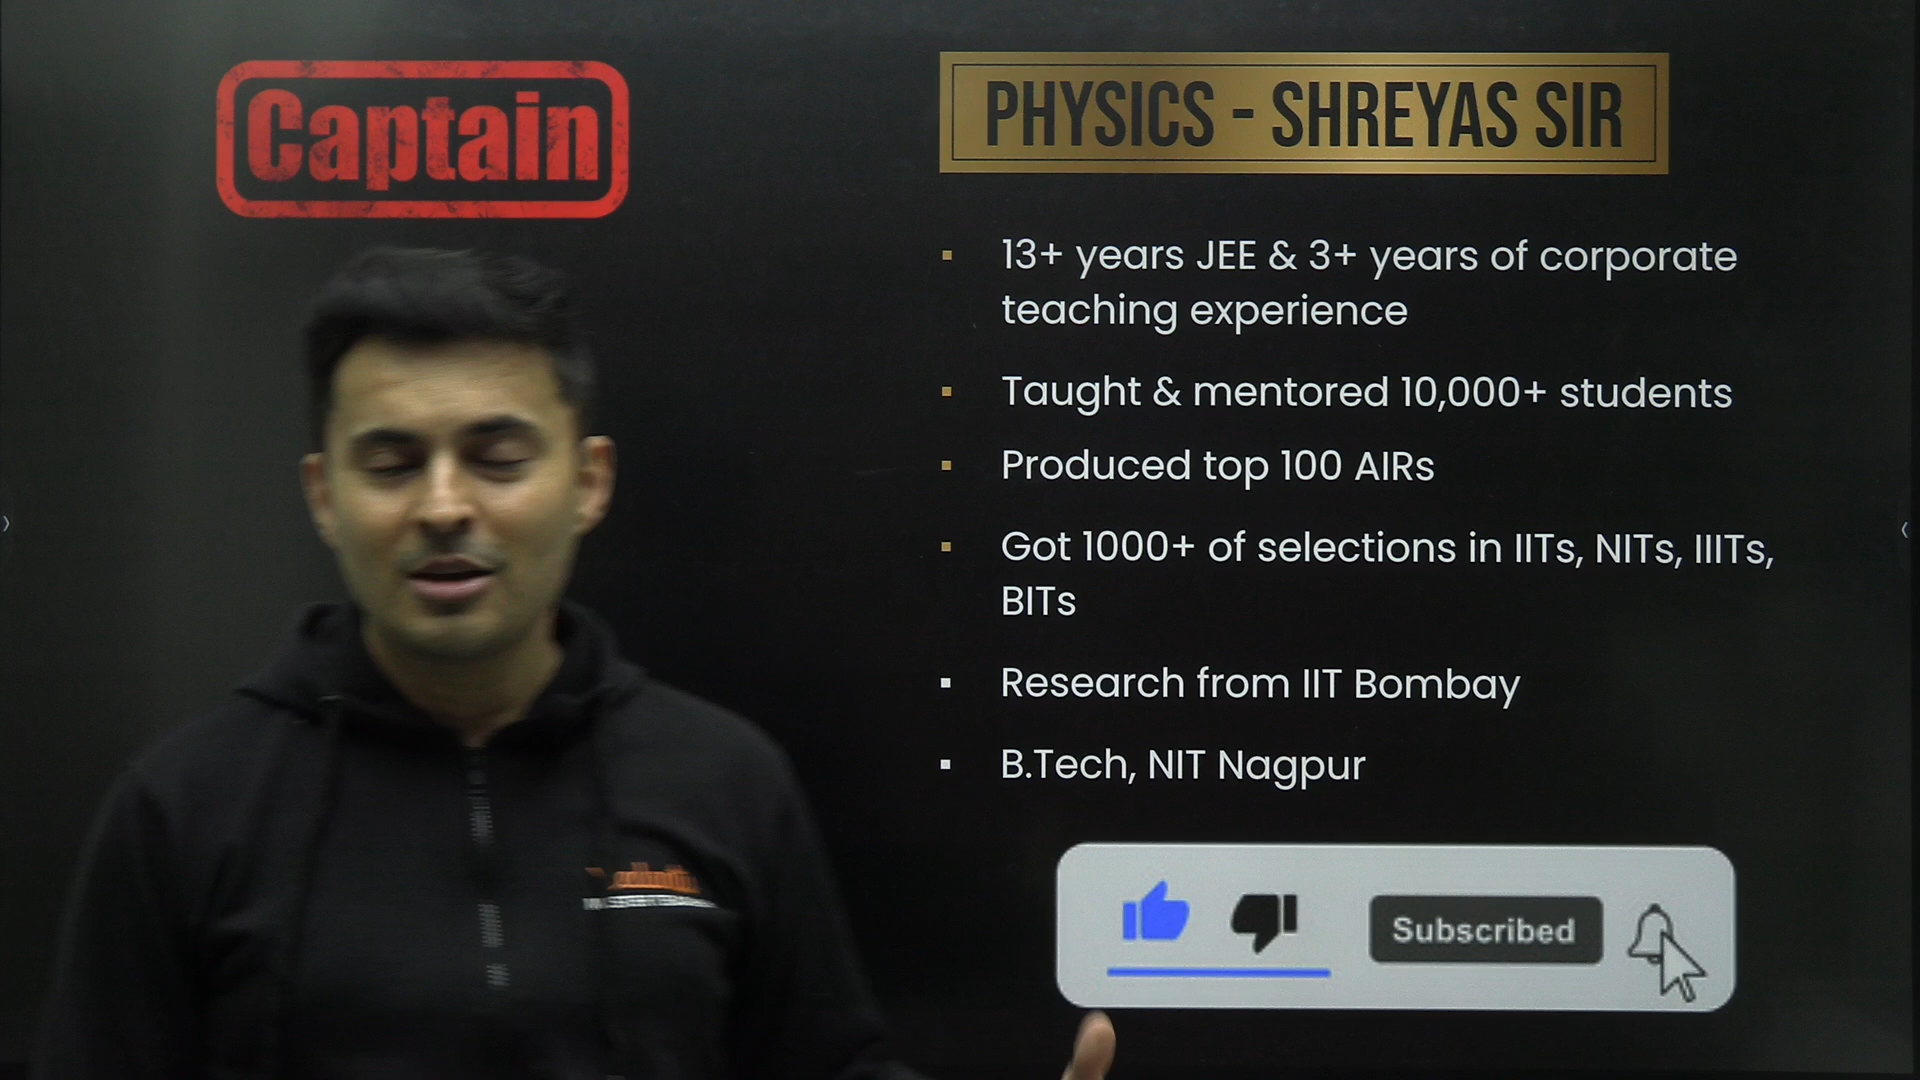 Captain
PHYSICS - SHREYAS SIR
13+ years JEE & 3+ years of corporate
teaching experience
Taught & mentored 10,000+ students
Produced top 100 AIRs
Got 1000+ of selections in IITs, NITs, IIITs,
BITs
Research from IIT Bombay
B.Tech, NIT Nagpur
Subscribed